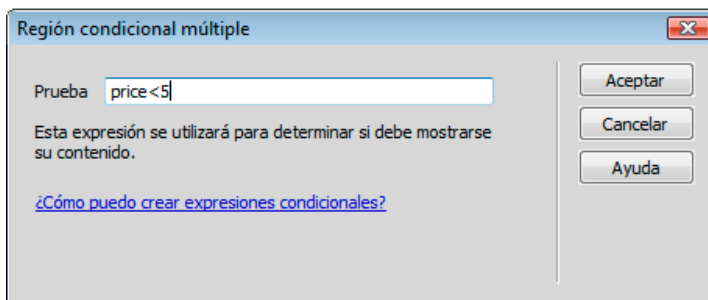 Región condicional múltiple
Prueba price<5
Esta expresión se utilizará para determinar si debe mostrarse
su contenido.
¿Cómo puedo crear expresiones condicionales?
Aceptar
Cancelar
Ayuda